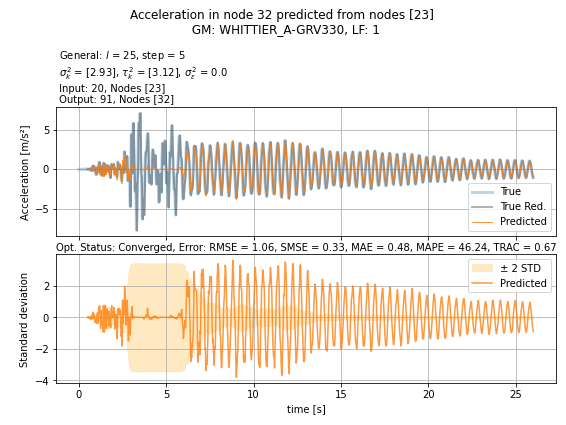 Acceleration in node 32 predicted from nodes [23]
GM: WHITTIER_A-GRV330, LF: 1
General: l = 25, step = 5
σ²ₖ = [2.93], τ²ₖ = [3.12], σ²ε = 0.0
Input: 20, Nodes [23]
Output: 91, Nodes [32]
Acceleration [m/s²]
5
0
−5
True
True Red.
Predicted
Opt. Status: Converged, Error: RMSE = 1.06, SMSE = 0.33, MAE = 0.48, MAPE = 46.24, TRAC = 0.67
Standard deviation
2
0
−2
−4
± 2 STD
Predicted
0 5 10 15 20 25
time [s]